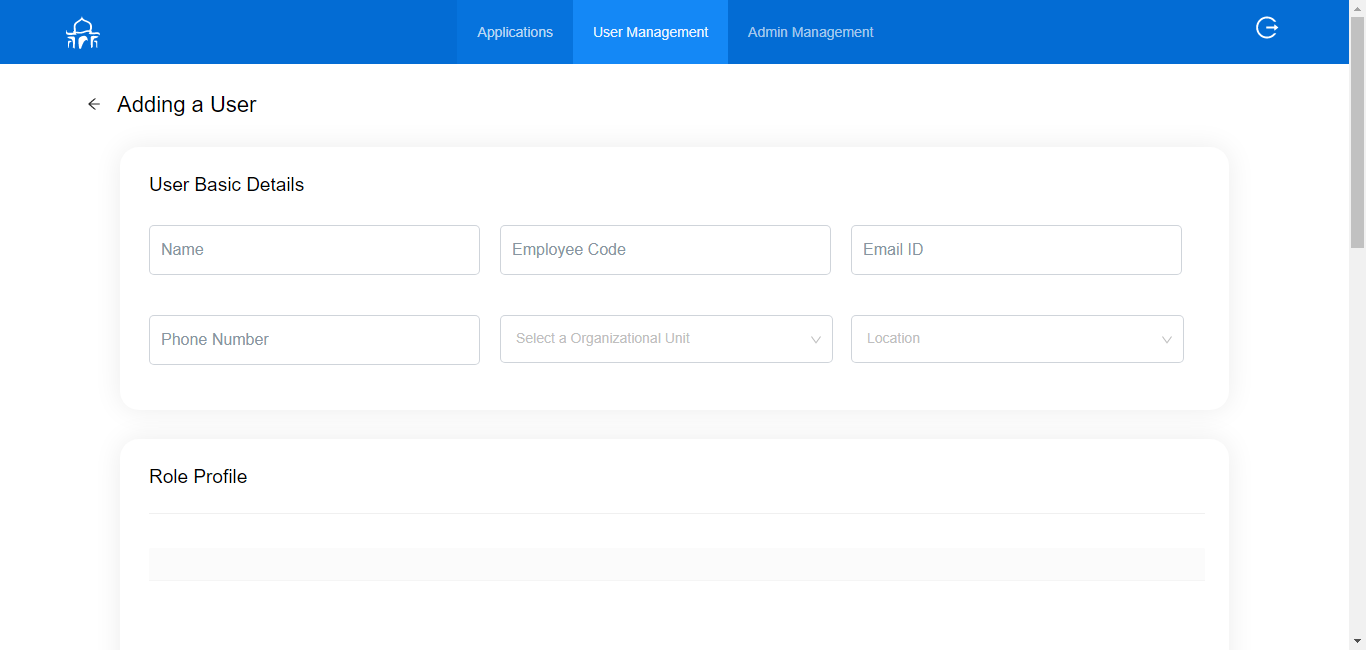 Applications User Management Admin Management
Adding a User
User Basic Details
Name Employee Code Email ID
Phone Number Select a Organizational Unit Location
Role Profile